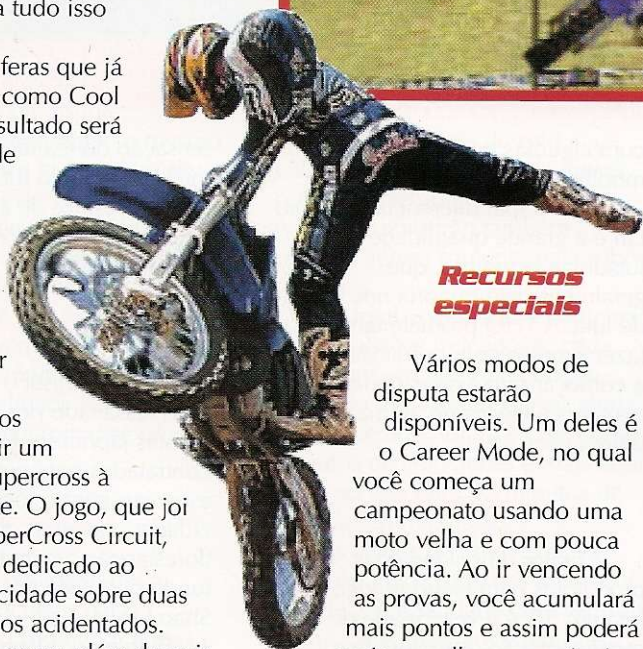 a tudo isso
feras que já
como Cool
sultado será
le
r
os
ir um
upercross à
e. O jogo, que joi
perCross Circuit,
dedicado ao
cidade sobre duas
os acidentados.
Recursos
especiais
Vários modos de
disputa estarão
disponíveis. Um deles é
o Career Mode, no qual
você começa um
campeonato usando uma
moto velha e com pouca
potência. Ao ir vencendo
as provas, você acumulará
mais pontos e assim poderá